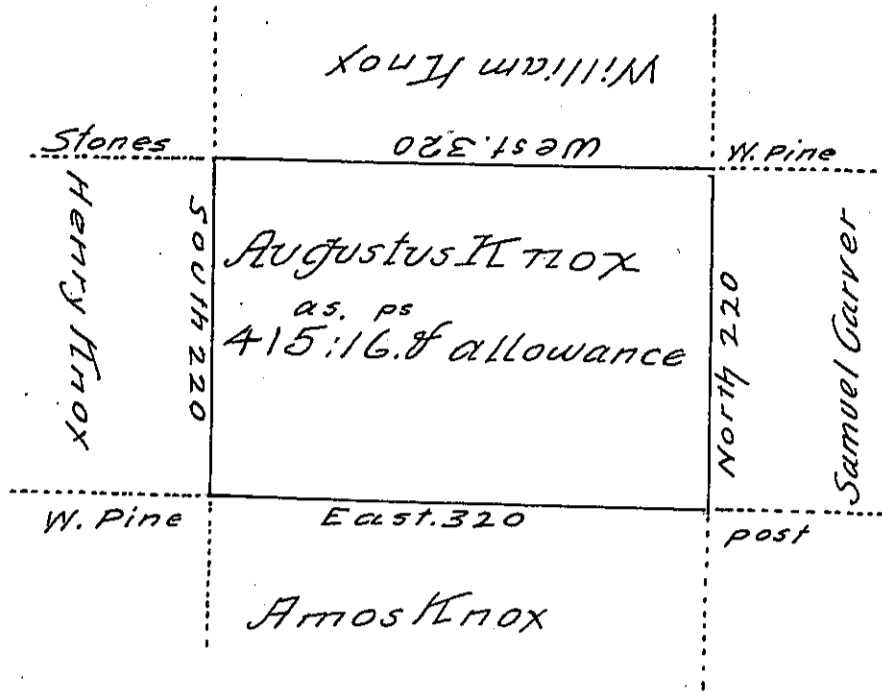 William Knox
West. 320
Stones
W. Pine
Henry Knox
South 220
Augustus Knox
as. ps
415:16. & allowance
North 220
Samuel Carver
W. Pine
East. 320
post
Amos Knox